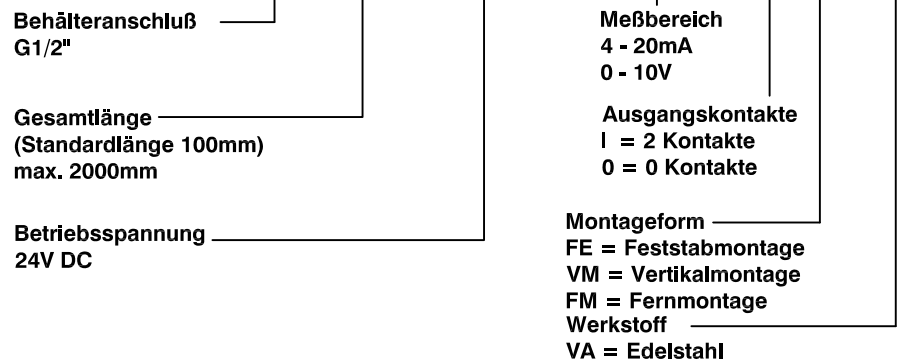 Behälteranschluß
G1/2"
Gesamtlänge
(Standardlänge 100mm)
max. 2000mm
Betriebsspannung
24V DC
Meßbereich
4 - 20mA
0 - 10V
Ausgangskontakte
I = 2 Kontakte
0 = 0 Kontakte
Montageform
FE = Feststabmontage
VM = Vertikalmontage
FM = Fernmontage
Werkstoff
VA = Edelstahl